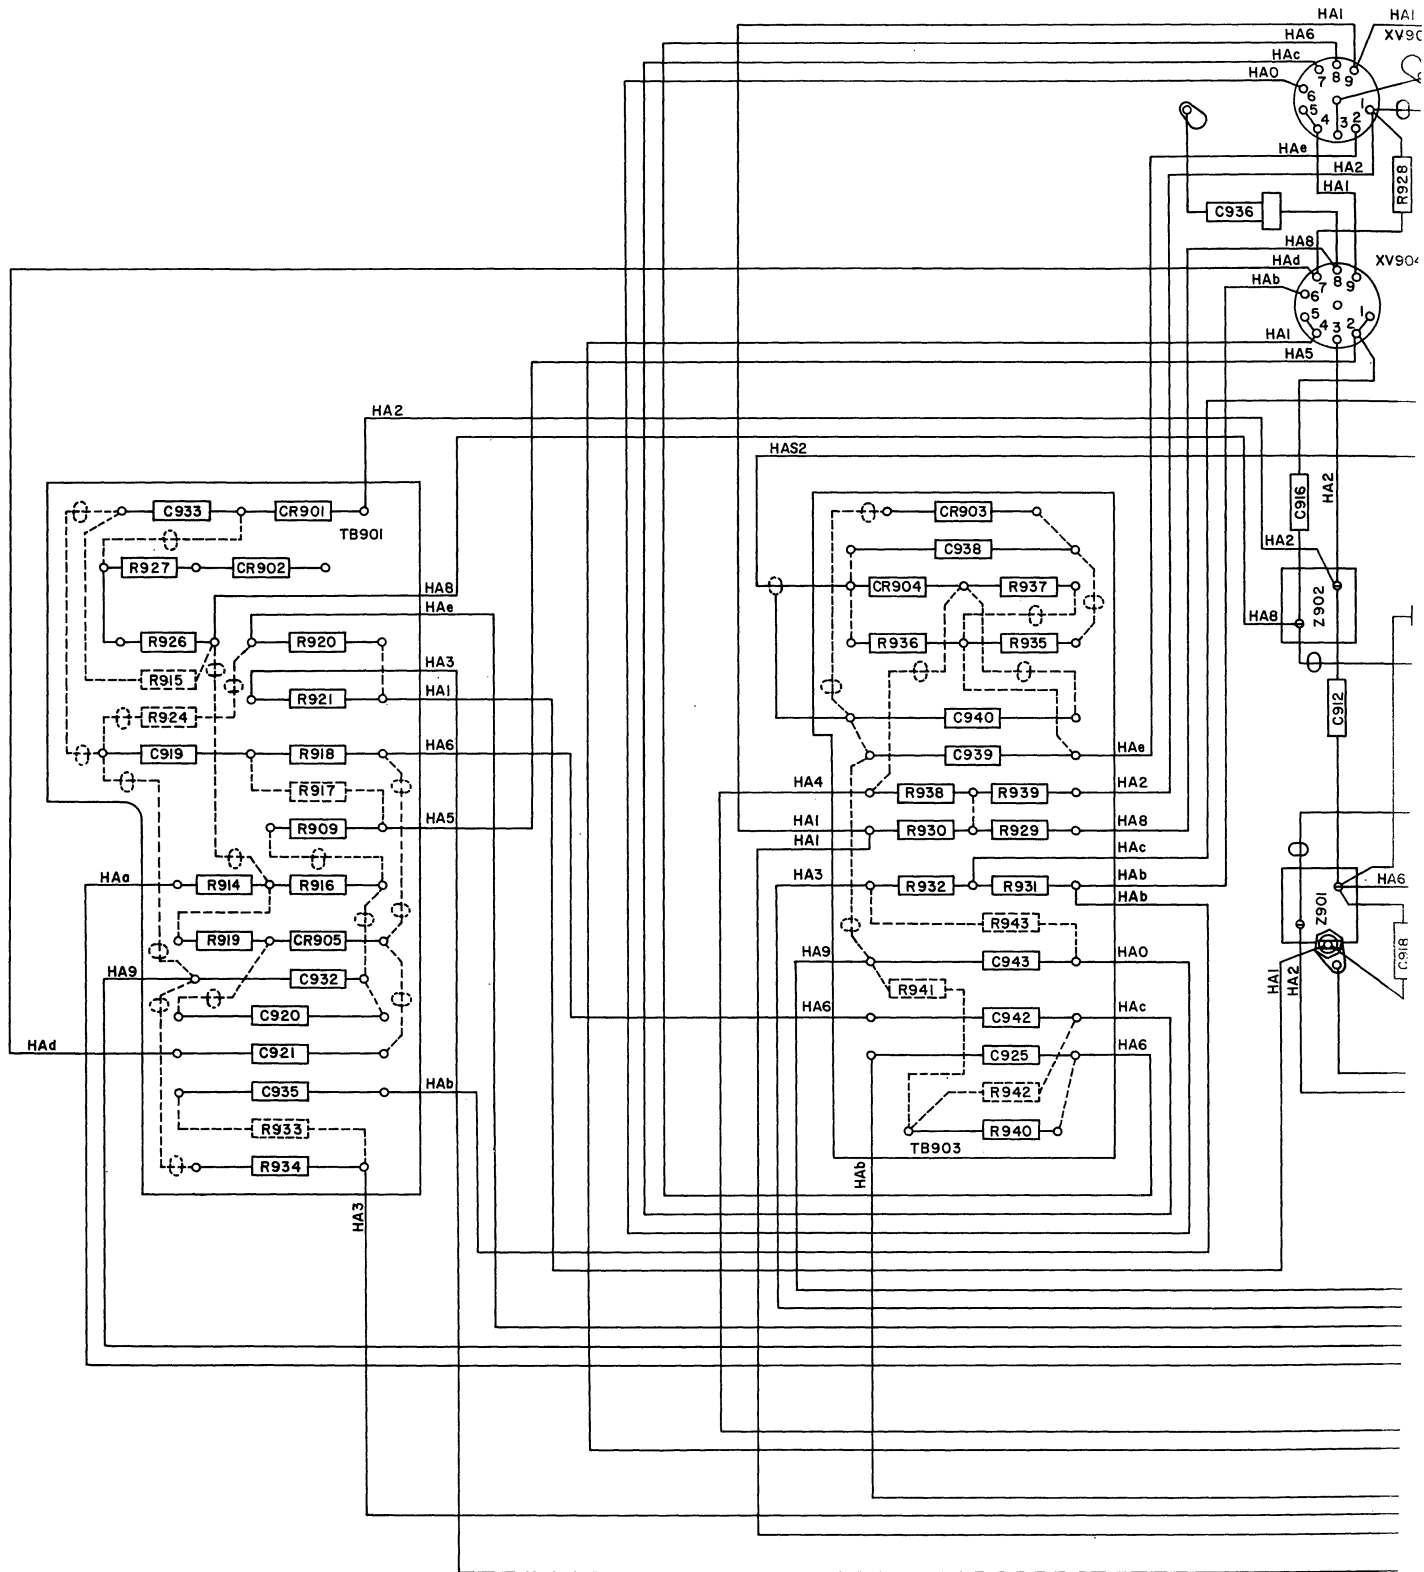 HA1 HA1
HA6 XV90
HAc
HA0
7 8 9
6
5 1
4 3 2
HAe
HA2
HA1
R928
C936
HA8
HAd XV904
HAb
7 8 9
6
5 1
4 3 2
HA1
HA5
HA2
HAS2
C916
HA2
C933 CR901 CR903
TB901
HA2
C938
R927 CR902
CR904 R937
HA8
HAe
HA8
Z902
R926 R920 R936 R935
HA3
R915
HA1
R921
R924 C940
C912
C919 R918 HA6 C939 HAe
R917 HA4 R938 R939 HA2
R909 HA5 HA1 R930 R929 HA8
HA1
HAc
HAa R914 R916 HA3 R932 R931 HAb
HAb
HA6
Z901
R943
R919 CR905
C918
HA9 C932 HA9 C943 HA0
HA1
HA2
R941
C920 HA6 C942 HAc
HAd C921 C925 HA6
C935 HAb R942
R933 R940
TB903
R934
HAb
HA3